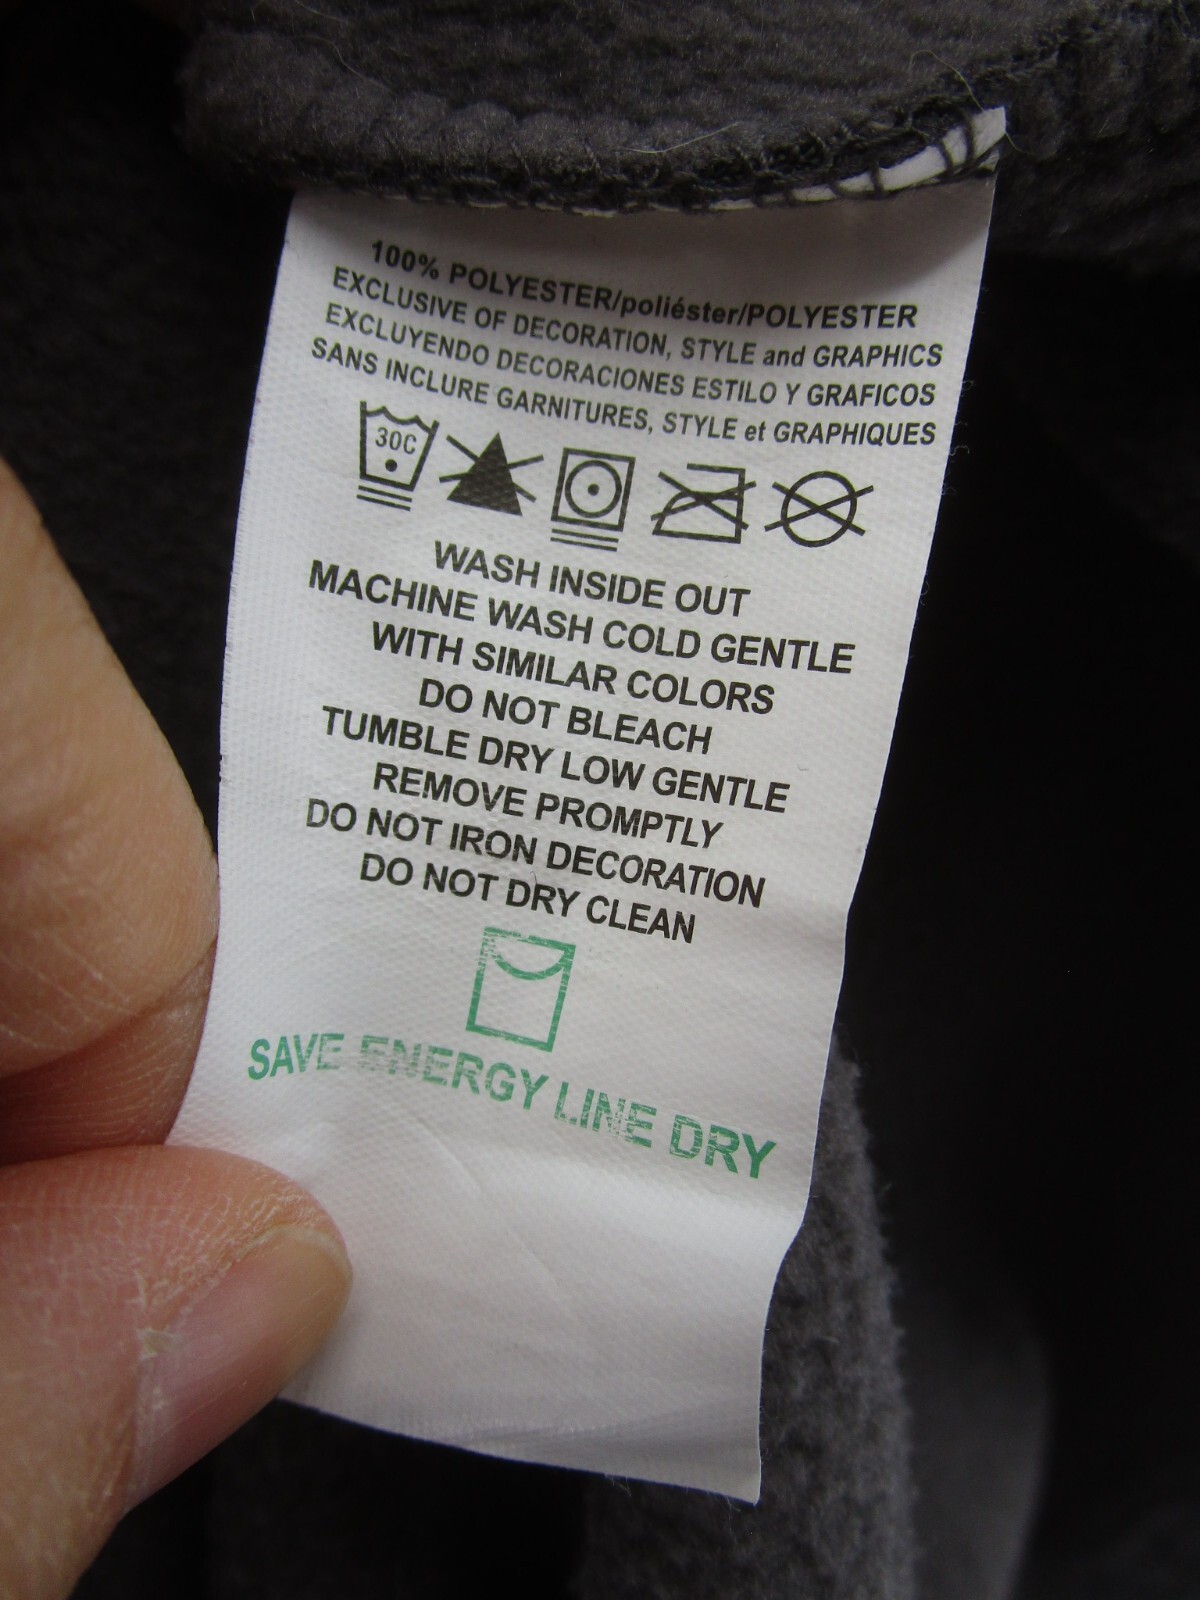 100% POLYESTER/poliéster/POLYESTER
EXCLUSIVE OF DECORATION, STYLE and GRAPHICS
EXCLUYENDO DECORACIONES ESTILO Y GRAFICOS
SANS INCLURE GARNITURES, STYLE et GRAPHIQUES
30C
WASH INSIDE OUT
MACHINE WASH COLD GENTLE
WITH SIMILAR COLORS
DO NOT BLEACH
TUMBLE DRY LOW GENTLE
REMOVE PROMPTLY
DO NOT IRON DECORATION
DO NOT DRY CLEAN
SAVE ENERGY LINE DRY